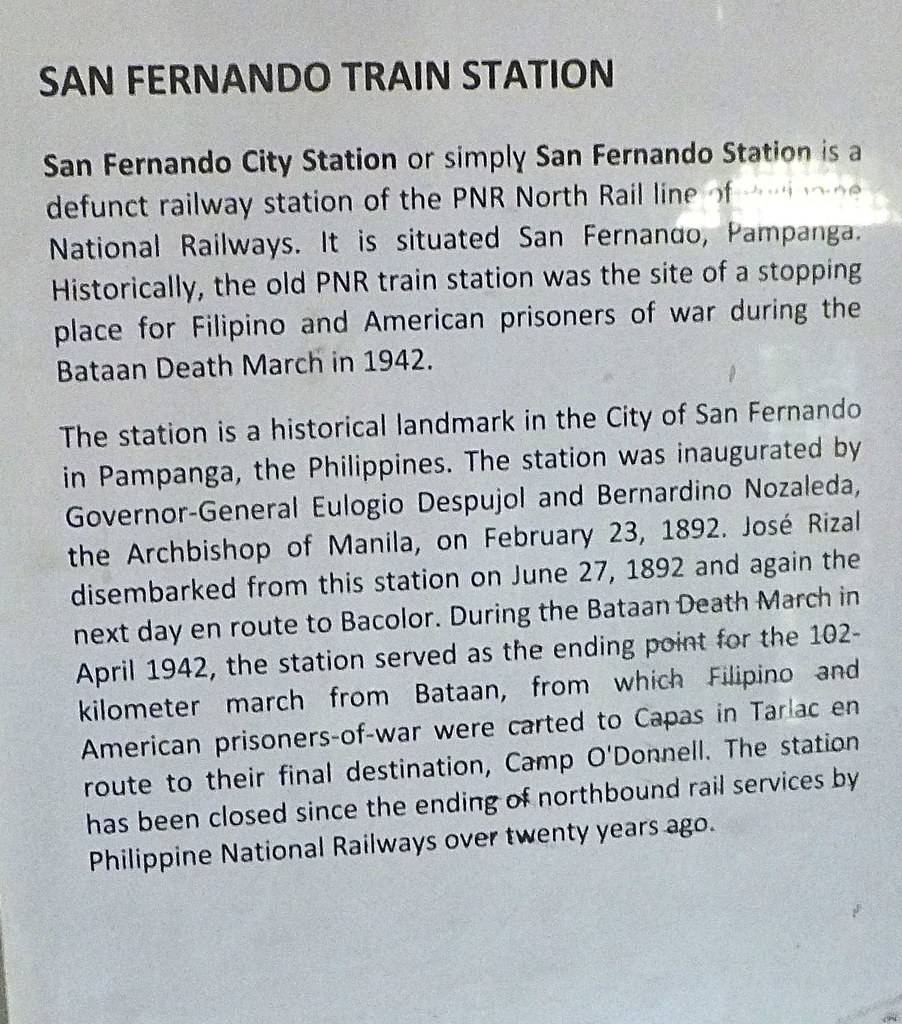 SAN FERNANDO TRAIN STATION
San Fernando City Station or simply San Fernando Station is a
defunct railway station of the PNR North Rail line of
National Railways. It is situated San Fernando, Pampanga.
Historically, the old PNR train station was the site of a stopping
place for Filipino and American prisoners of war during the
Bataan Death March in 1942.
The station is a historical landmark in the City of San Fernando
in Pampanga, the Philippines. The station was inaugurated by
Governor-General Eulogio Despujol and Bernardino Nozaleda,
the Archbishop of Manila, on February 23, 1892. José Rizal
disembarked from this station on June 27, 1892 and again the
next day en route to Bacolor. During the Bataan Death March in
April 1942, the station served as the ending point for the 102-
kilometer march from Bataan, from which Filipino and
American prisoners-of-war were carted to Capas in Tarlac en
route to their final destination, Camp O'Donnell. The station
has been closed since the ending of northbound rail services by
Philippine National Railways over twenty years ago.